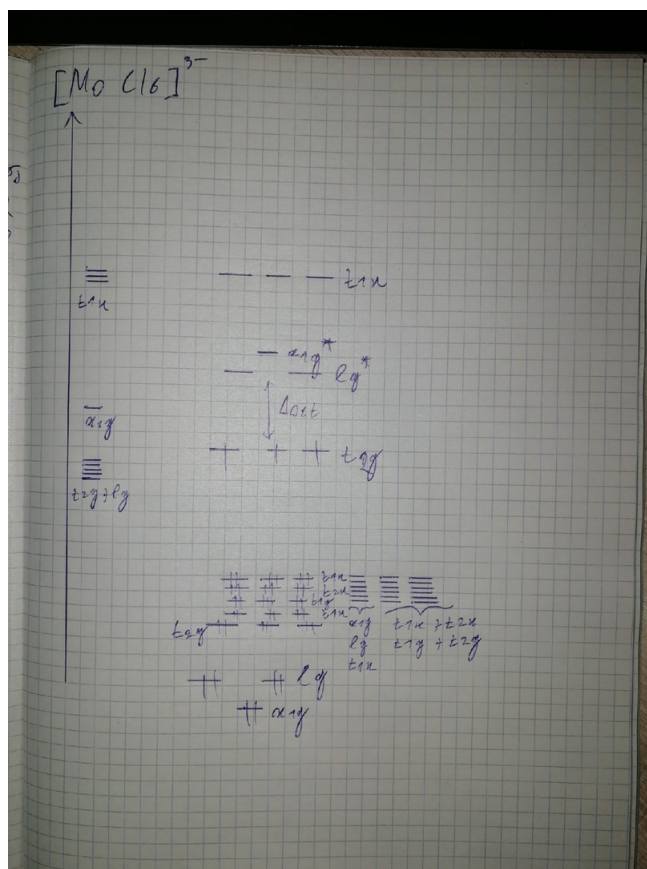 [Mo Cl6]3-
t1u
t1u
a1g*
eg*
Δoct
a1g
t2g
t2g+eg
t1u
t2u
t1g
t1u
t2g
a1g
eg
t1u
t1u+t2u
t1g+t2g
eg
a1g